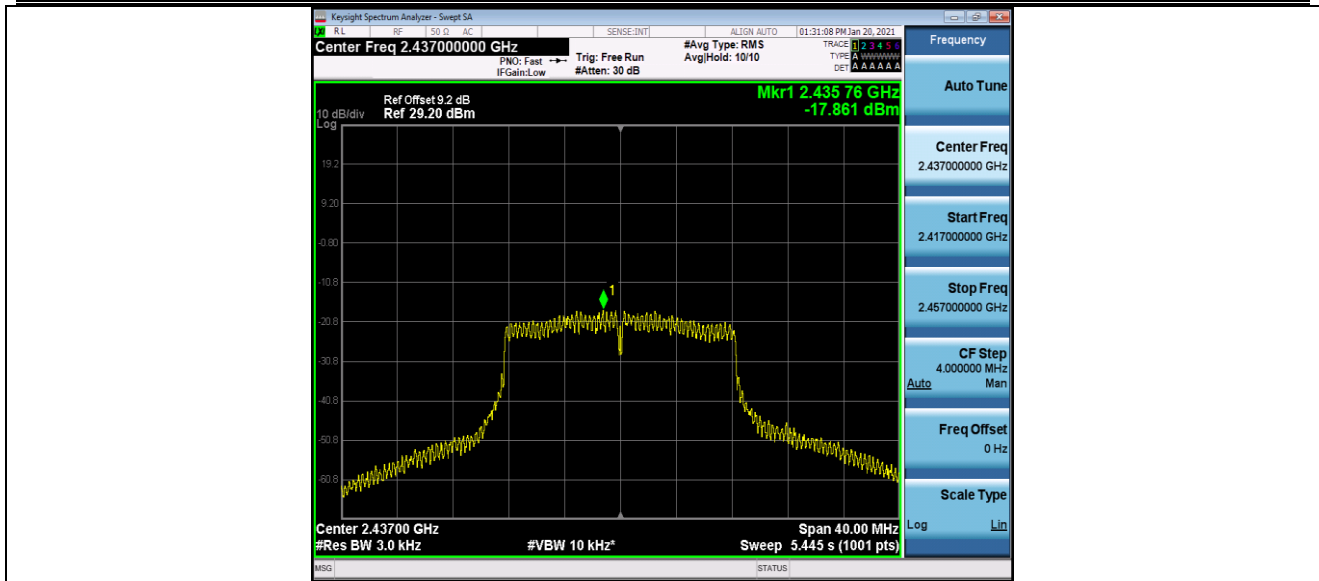 Keysight Spectrum Analyzer - Swept SA
RL RF 50 Ω AC SENSE:INT ALIGN AUTO 01:31:08 PM Jan 20, 2021
Center Freq 2.437000000 GHz
PNO: Fast
IFGain:Low
Trig: Free Run
#Atten: 30 dB
#Avg Type: RMS
Avg|Hold: 10/10
TRACE 1 2 3 4 5 6
TYPE A WWWWW
DET A A A A A A
Ref Offset 9.2 dB
10 dB/div Ref 29.20 dBm
Log
Mkr1 2.435 76 GHz
-17.861 dBm
19.2
9.20
-0.80
-10.8
1
-20.8
-30.8
-40.8
-50.8
-60.8
Center 2.43700 GHz Span 40.00 MHz
#Res BW 3.0 kHz #VBW 10 kHz* Sweep 5.445 s (1001 pts)
MSG STATUS
Frequency
Auto Tune
Center Freq
2.437000000 GHz
Start Freq
2.417000000 GHz
Stop Freq
2.457000000 GHz
CF Step
4.000000 MHz
Auto Man
Freq Offset
0 Hz
Scale Type
Log Lin